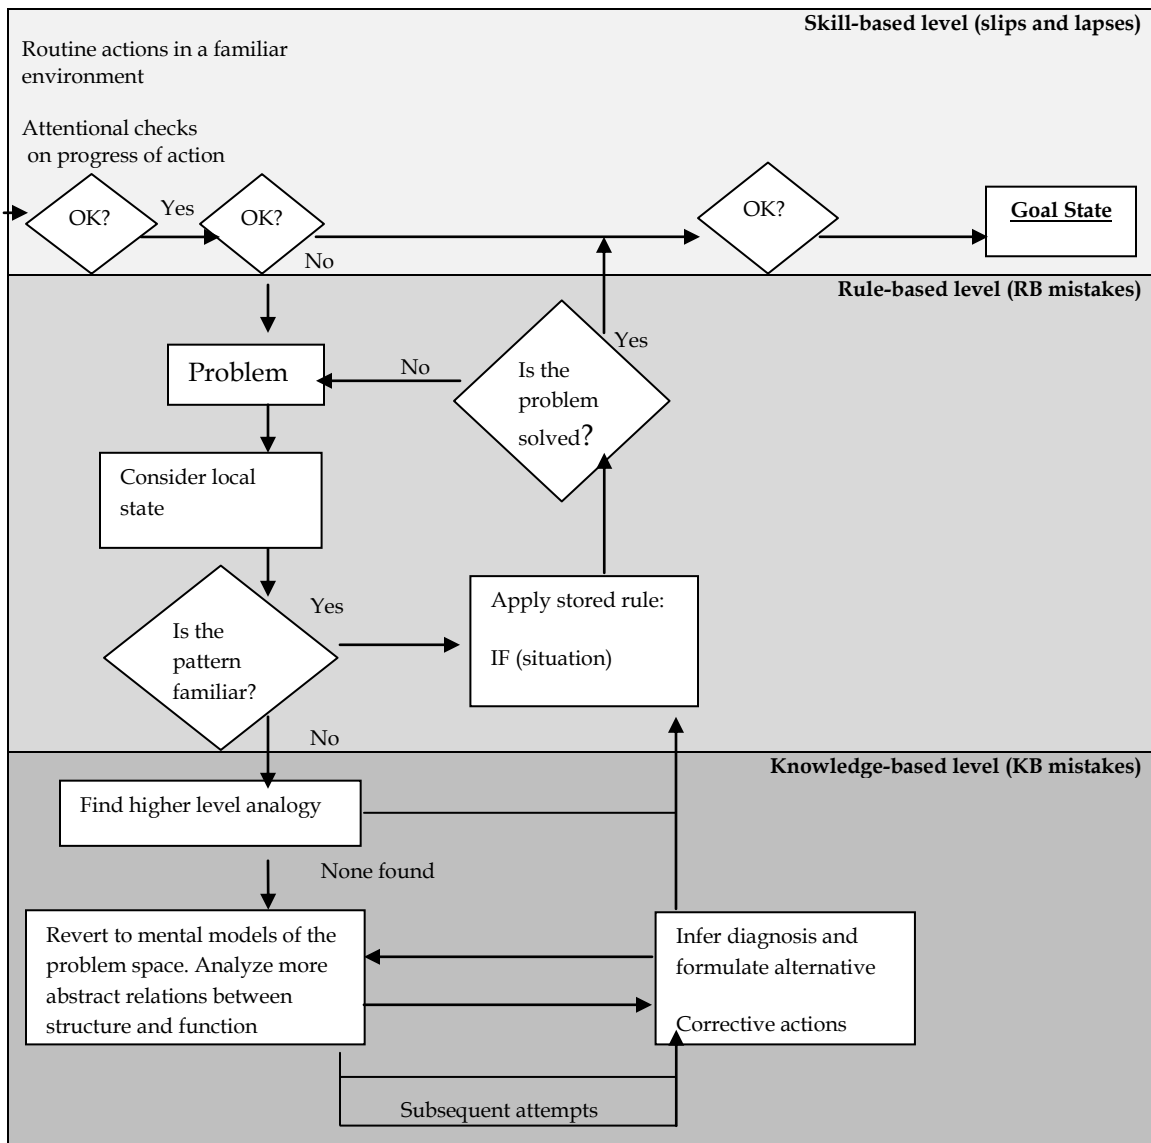 Skill-based level (slips and lapses)
Routine actions in a familiar
environment
Attentional checks
on progress of action
OK?
Yes
OK?
OK?
Goal State
No
Rule-based level (RB mistakes)
Problem
No
Yes
Is the
problem
solved?
Consider local
state
Yes
Is the
pattern
familiar?
Apply stored rule:
IF (situation)
No
Knowledge-based level (KB mistakes)
Find higher level analogy
None found
Revert to mental models of the
problem space. Analyze more
abstract relations between
structure and function
Infer diagnosis and
formulate alternative
Corrective actions
Subsequent attempts